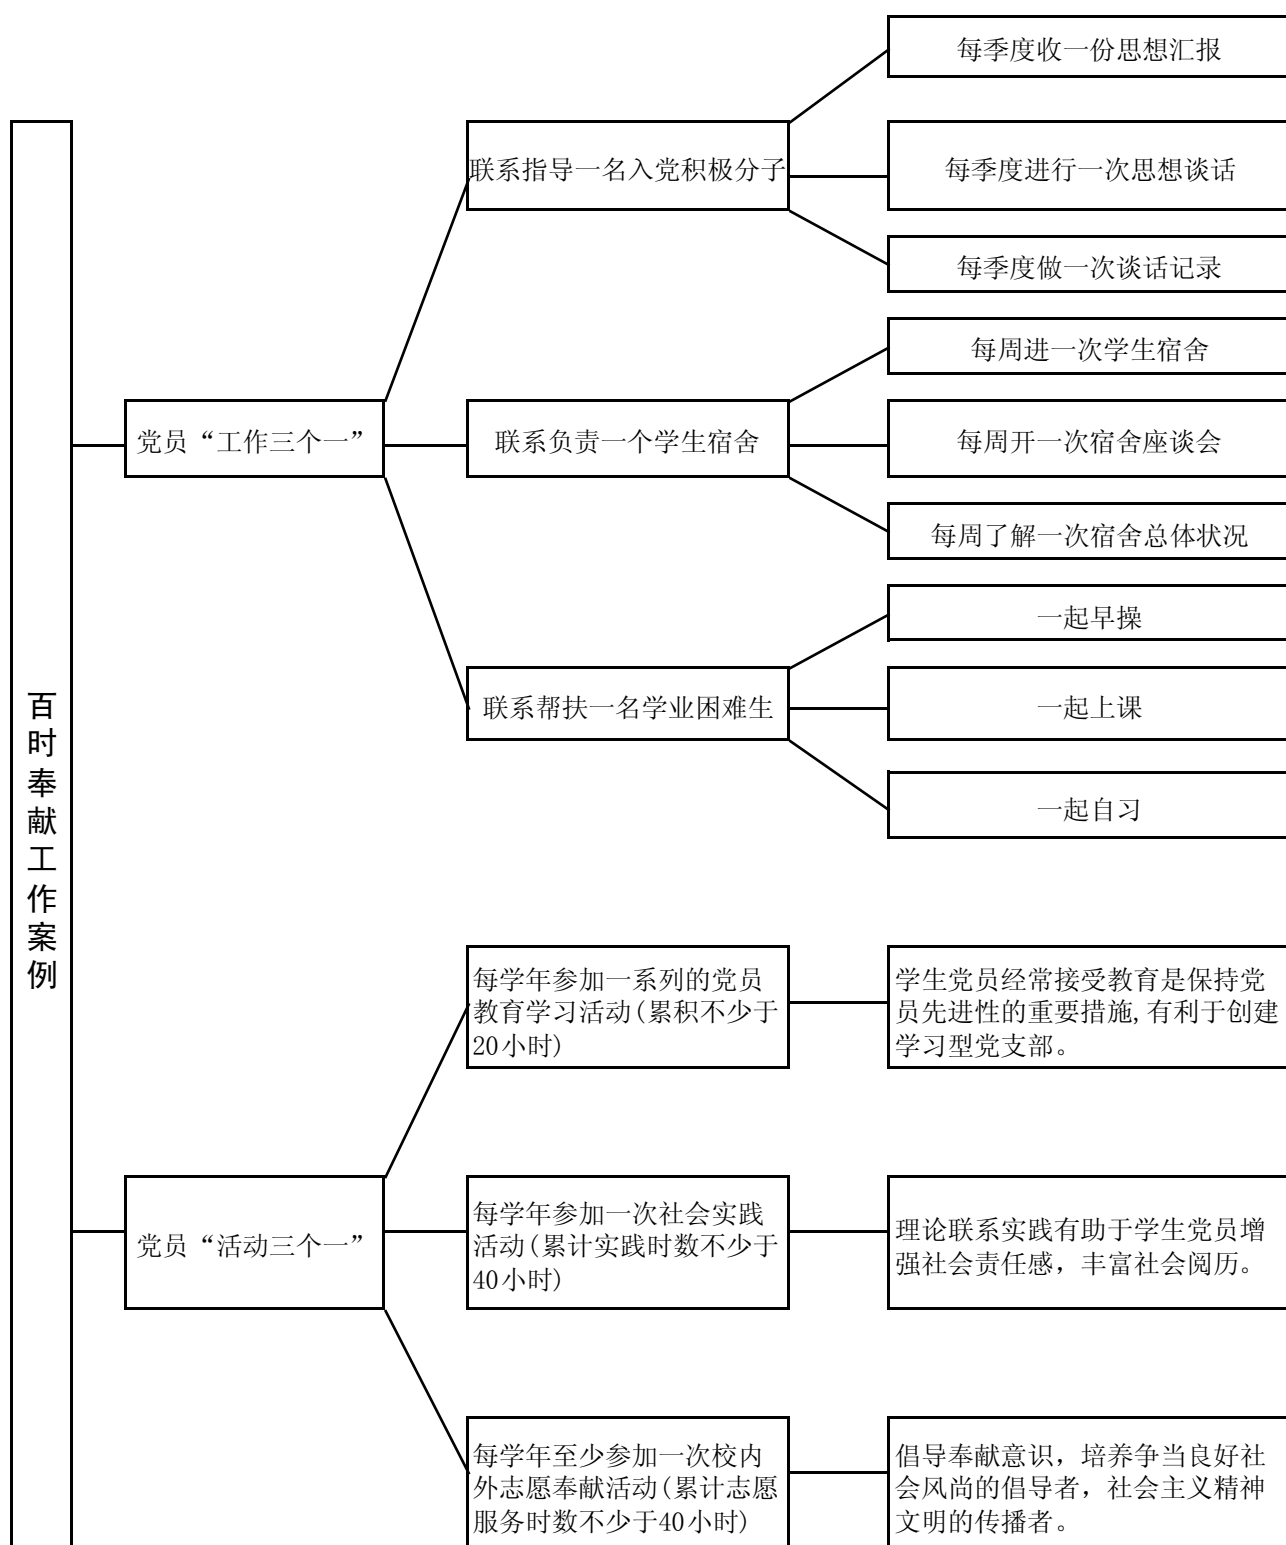 百时奉献工作案例
党员“工作三个一”
联系指导一名入党积极分子
每季度收一份思想汇报
每季度进行一次思想谈话
每季度做一次谈话记录
联系负责一个学生宿舍
每周进一次学生宿舍
每周开一次宿舍座谈会
每周了解一次宿舍总体状况
联系帮扶一名学业困难生
一起早操
一起上课
一起自习
党员“活动三个一”
每学年参加一系列的党员
教育学习活动(累积不少于
20小时)
学生党员经常接受教育是保持党
员先进性的重要措施,有利于创建
学习型党支部。
每学年参加一次社会实践
活动(累计实践时数不少于
40小时)
理论联系实践有助于学生党员增
强社会责任感，丰富社会阅历。
每学年至少参加一次校内
外志愿奉献活动(累计志愿
服务时数不少于40小时)
倡导奉献意识，培养争当良好社
会风尚的倡导者，社会主义精神
文明的传播者。